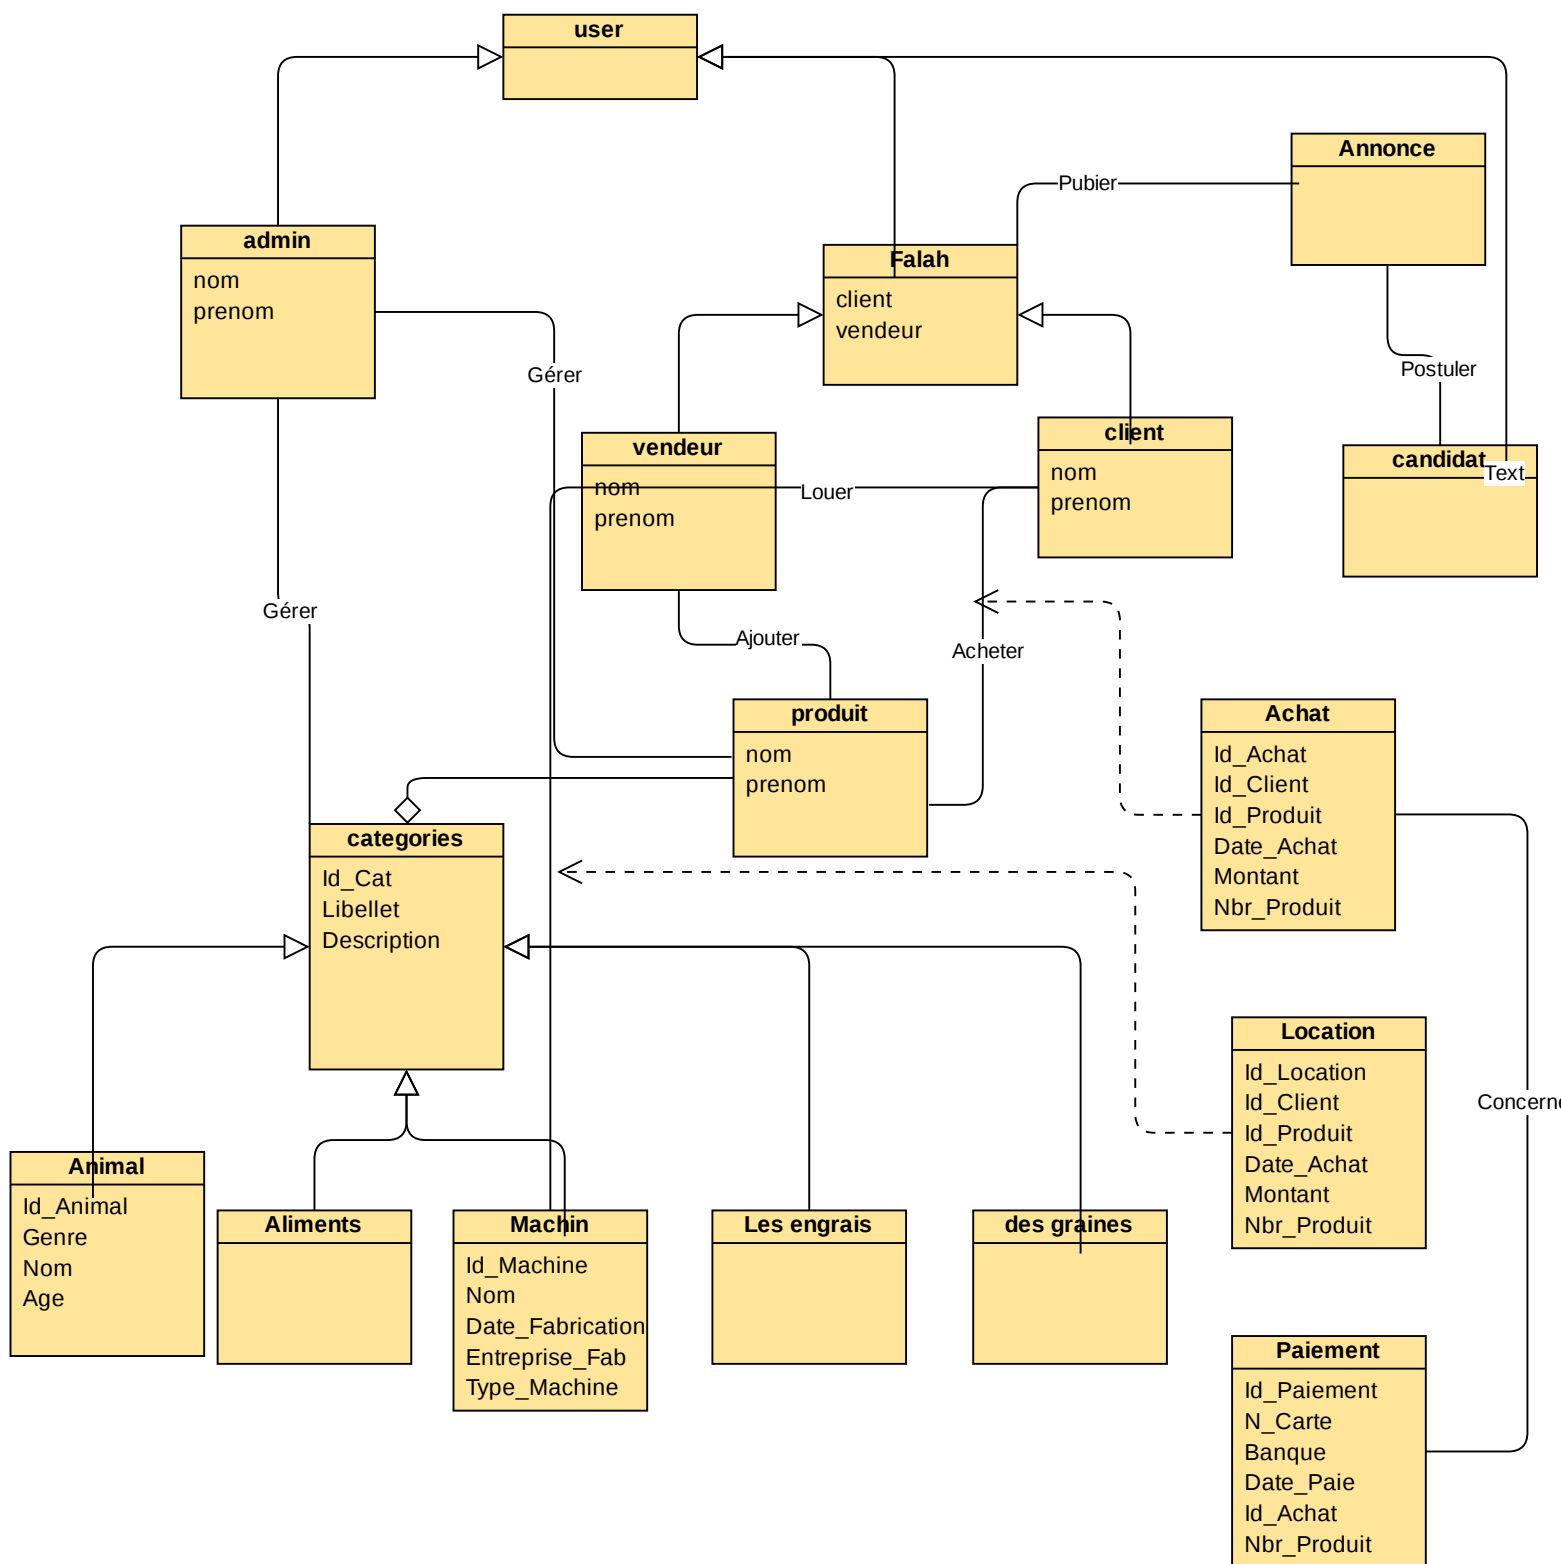 user
Annonce
Pubier
admin
nom
prenom
Falah
client
vendeur
Gérer
Postuler
vendeur
nom
prenom
client
nom
prenom
candidat
Text
Louer
Gérer
Ajouter
Acheter
produit
nom
prenom
Achat
Id_Achat
Id_Client
Id_Produit
Date_Achat
Montant
Nbr_Produit
categories
Id_Cat
Libellet
Description
Location
Id_Location
Id_Client
Id_Produit
Date_Achat
Montant
Nbr_Produit
Concerne
Animal
Id_Animal
Genre
Nom
Age
Aliments
Machin
Id_Machine
Nom
Date_Fabrication
Entreprise_Fab
Type_Machine
Les engrais
des graines
Paiement
Id_Paiement
N_Carte
Banque
Date_Paie
Id_Achat
Nbr_Produit